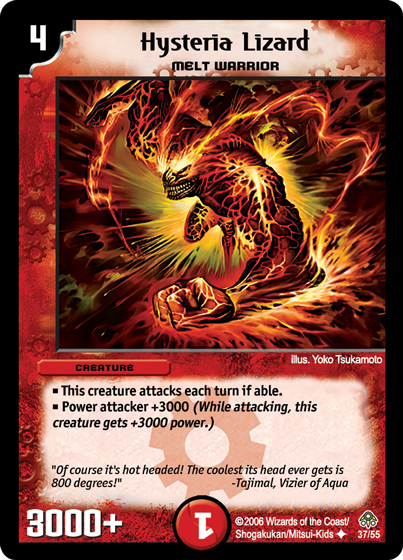 4
Hysteria Lizard
MELT WARRIOR
illus. Yoko Tsukamoto
CREATURE
▪ This creature attacks each turn if able.
▪ Power attacker +3000 (While attacking, this
creature gets +3000 power.)
"Of course it's hot headed! The coolest its head ever gets is
800 degrees!" -Tajimal, Vizier of Aqua
3000+
1
©2006 Wizards of the Coast/
Shogakukan/Mitsui-Kids ✦ 37/55